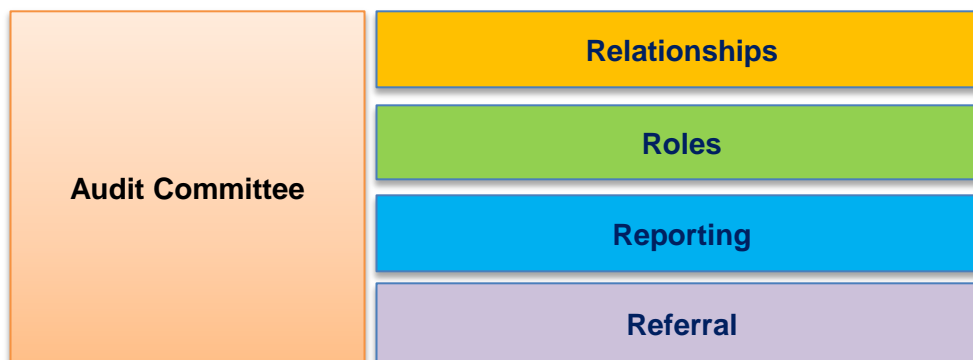 Audit Committee
Relationships
Roles
Reporting
Referral